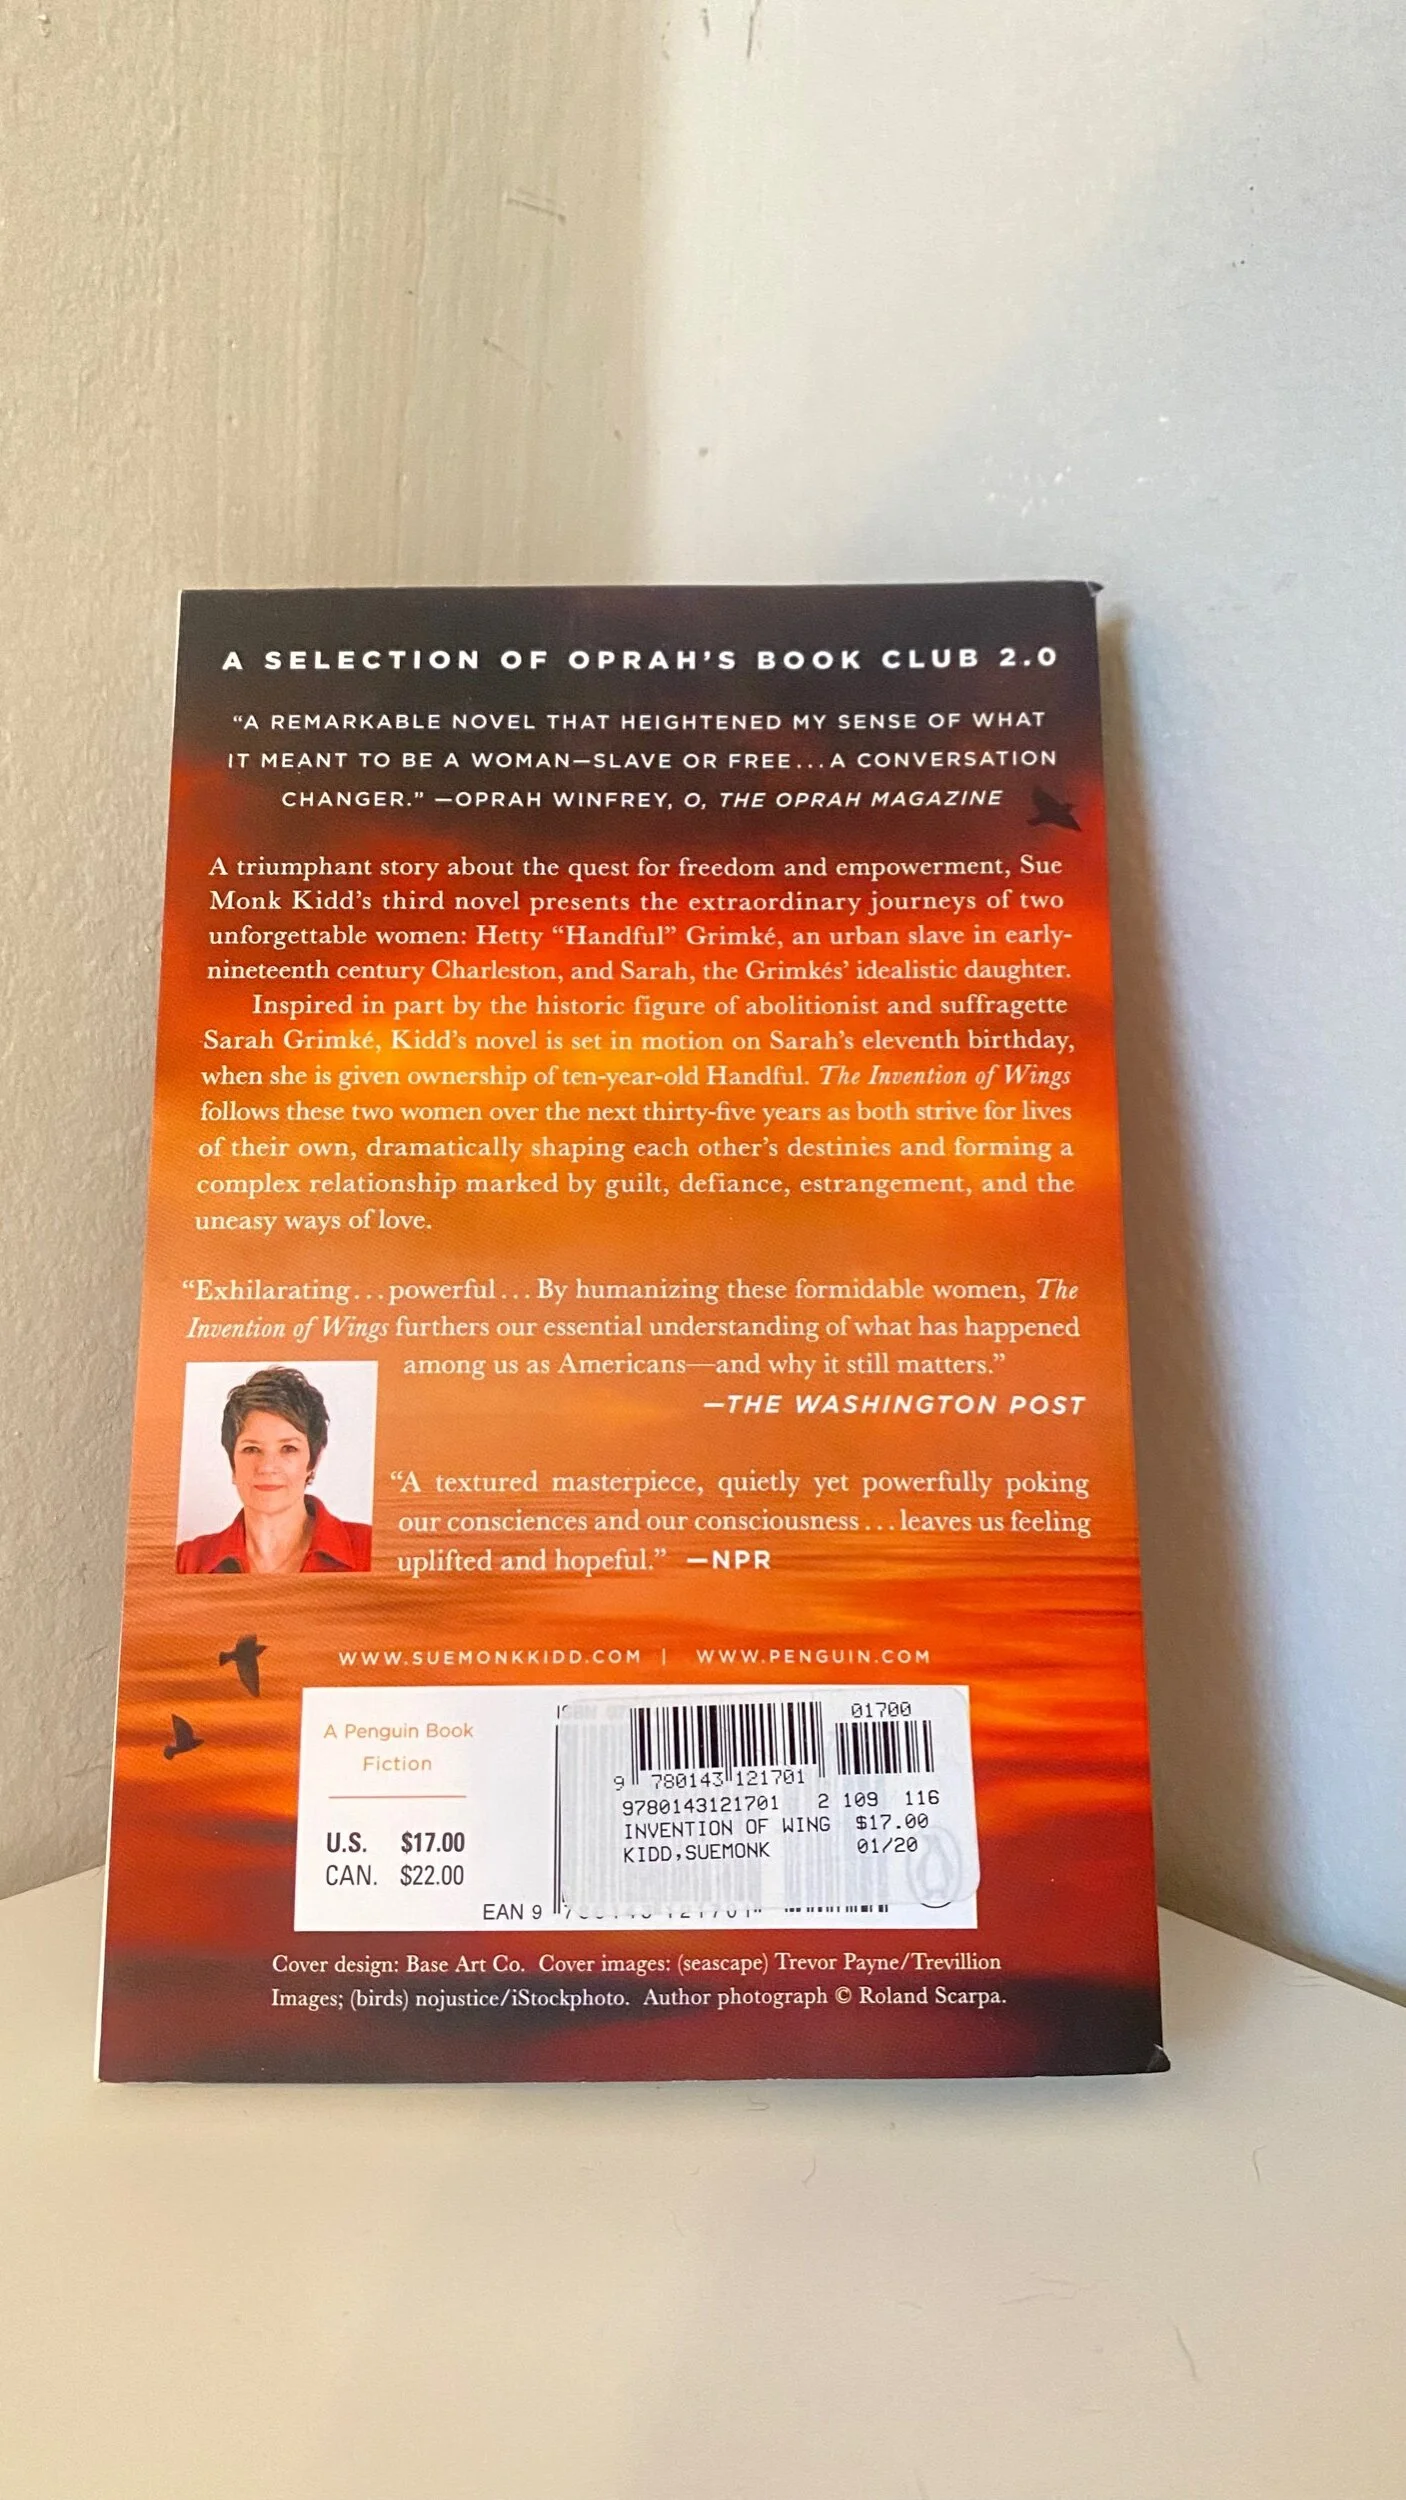 A SELECTION OF OPRAH'S BOOK CLUB 2.0
“A REMARKABLE NOVEL THAT HEIGHTENED MY SENSE OF WHAT
IT MEANT TO BE A WOMAN—SLAVE OR FREE...A CONVERSATION
CHANGER.” —OPRAH WINFREY, O, THE OPRAH MAGAZINE
A triumphant story about the quest for freedom and empowerment, Sue
Monk Kidd’s third novel presents the extraordinary journeys of two
unforgettable women: Hetty “Handful” Grimké, an urban slave in early-
nineteenth century Charleston, and Sarah, the Grimkés’ idealistic daughter.
Inspired in part by the historic figure of abolitionist and suffragette
Sarah Grimké, Kidd’s novel is set in motion on Sarah’s eleventh birthday,
when she is given ownership of ten-year-old Handful. The Invention of Wings
follows these two women over the next thirty-five years as both strive for lives
of their own, dramatically shaping each other’s destinies and forming a
complex relationship marked by guilt, defiance, estrangement, and the
uneasy ways of love.
“Exhilarating...powerful...By humanizing these formidable women, The
Invention of Wings furthers our essential understanding of what has happened
among us as Americans—and why it still matters.”
—THE WASHINGTON POST
“A textured masterpiece, quietly yet powerfully poking
our consciences and our consciousness...leaves us feeling
uplifted and hopeful.” —NPR
WWW.SUEMONKKIDD.COM | WWW.PENGUIN.COM
A Penguin Book
Fiction
U.S. $17.00
CAN. $22.00
ISBN
01700
9 780143 121701
9780143121701 2 109 116
INVENTION OF WING $17.00
KIDD,SUEMONK 01/20
EAN 9
Cover design: Base Art Co. Cover images: (seascape) Trevor Payne/Trevillion
Images; (birds) nojustice/iStockphoto. Author photograph © Roland Scarpa.